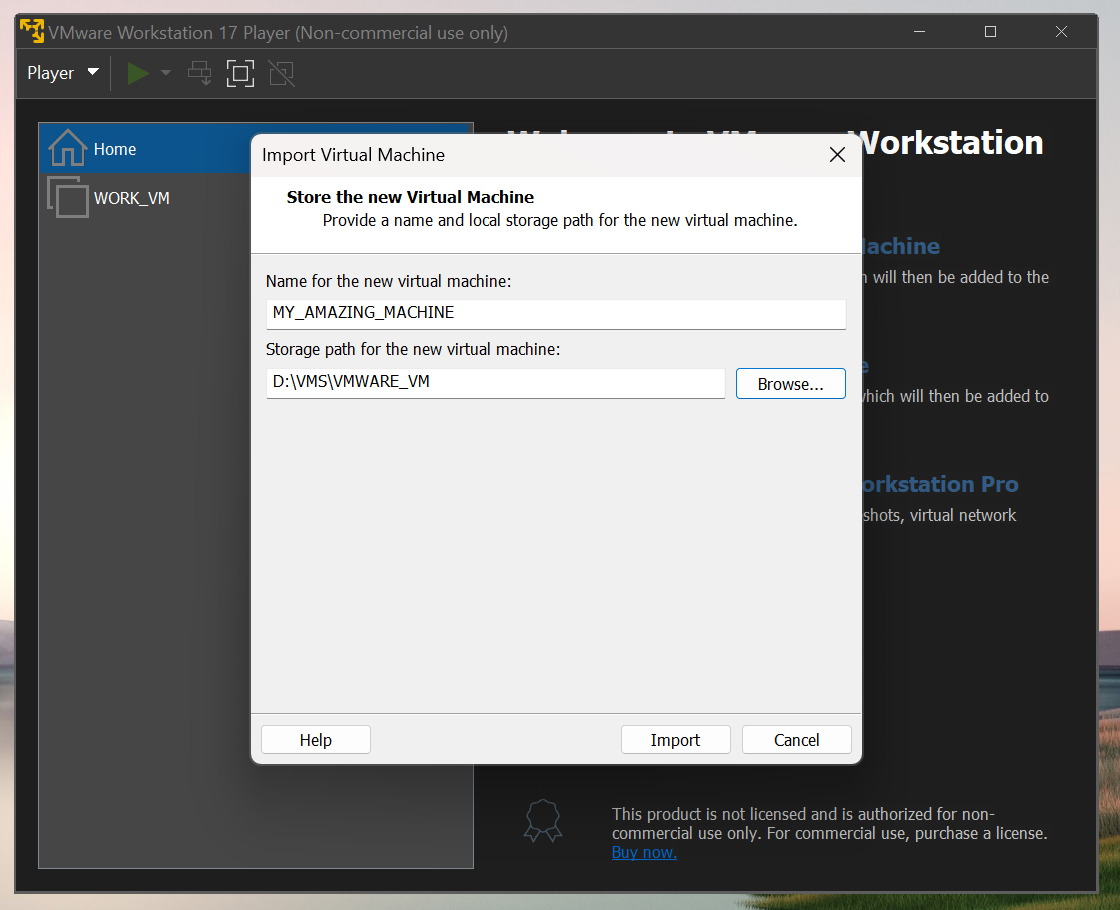 VMware Workstation 17 Player (Non-commercial use only)
Player
Home
WORK_VM
Workstation
Import Virtual Machine
Store the new Virtual Machine
Provide a name and local storage path for the new virtual machine.
Name for the new virtual machine:
MY_AMAZING_MACHINE
Storage path for the new virtual machine:
D:\VMS\VMWARE_VM
Browse...
Help
Import
Cancel
will then be added to the
which will then be added to
Workstation Pro
shots, virtual network
This product is not licensed and is authorized for non-
commercial use only. For commercial use, purchase a license.
Buy now.